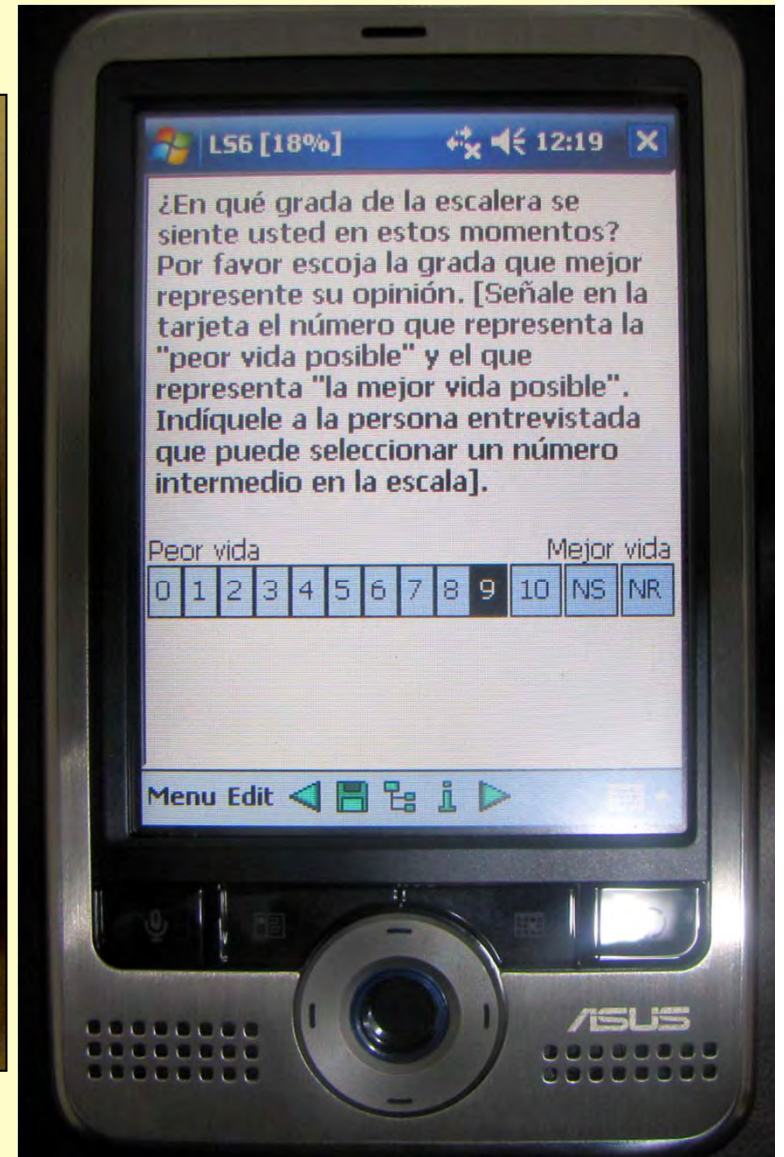 LS6 [18%] 12:19
¿En qué grada de la escalera se
siente usted en estos momentos?
Por favor escoja la grada que mejor
represente su opinión. [Señale en la
tarjeta el número que representa la
"peor vida posible" y el que
representa "la mejor vida posible".
Indíquele a la persona entrevistada
que puede seleccionar un número
intermedio en la escala].
Peor vida Mejor vida
0 1 2 3 4 5 6 7 8 9 10 NS NR
Menu Edit
ASUS